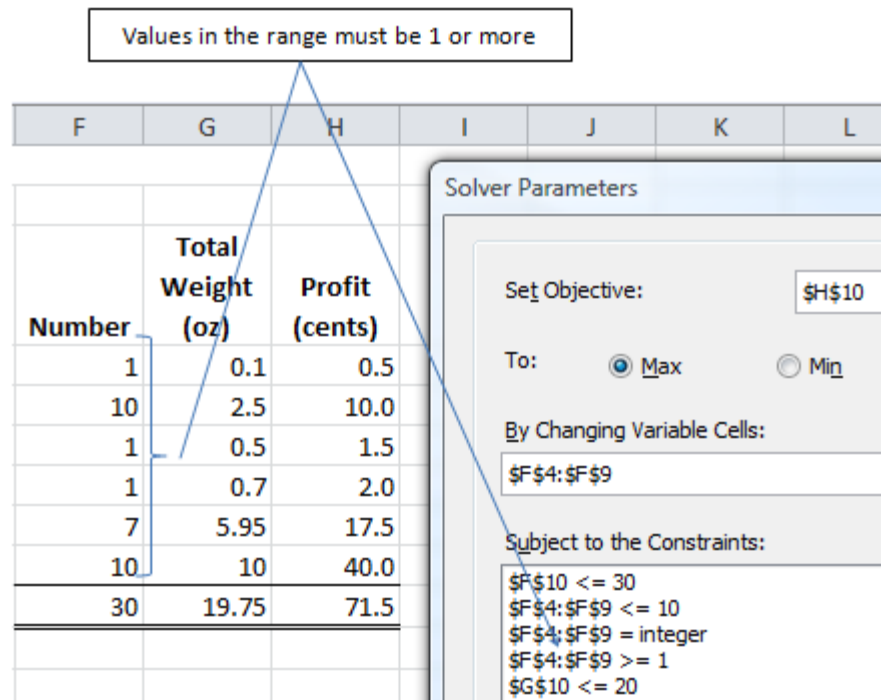 Values in the range must be 1 or more
F G H I J K L
Solver Parameters
Total
Weight Profit
Number (oz) (cents)
Set Objective: $H$10
To: Max Min
By Changing Variable Cells:
$F$4:$F$9
Subject to the Constraints:
$F$10 <= 30
$F$4:$F$9 <= 10
$F$4:$F$9 = integer
$F$4:$F$9 >= 1
$G$10 <= 20
1 0.1 0.5
10 2.5 10.0
1 0.5 1.5
1 0.7 2.0
7 5.95 17.5
10 10 40.0
30 19.75 71.5